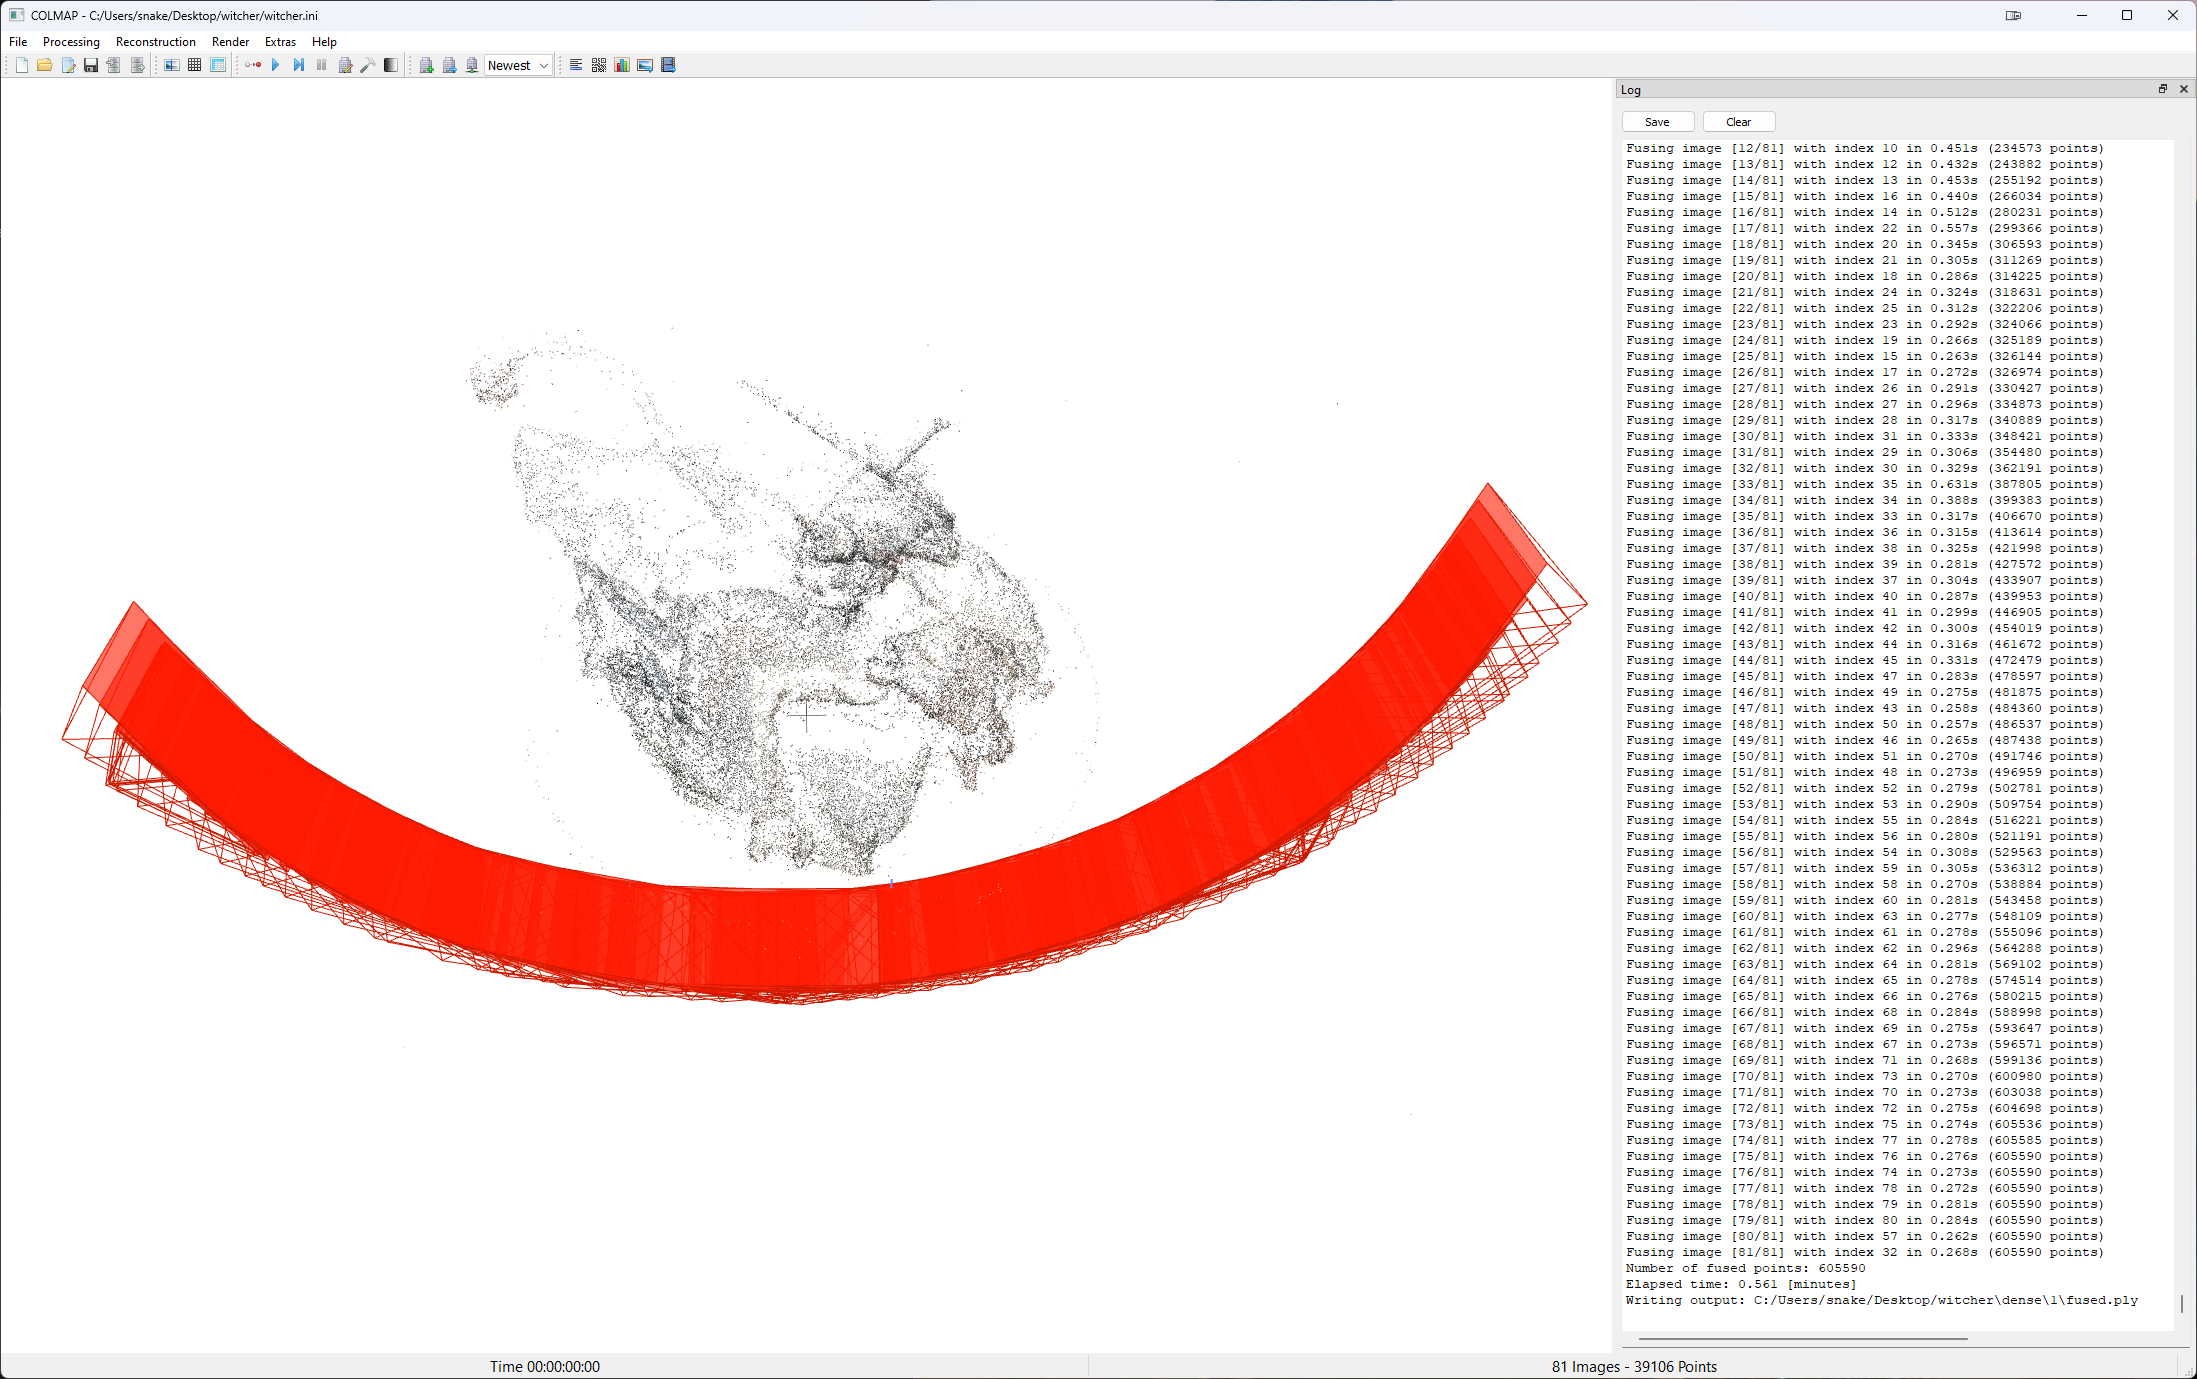 COLMAP - C:/Users/snake/Desktop/witcher/witcher.ini
File Processing Reconstruction Render Extras Help
Newest
Log
Save Clear
Fusing image [12/81] with index 10 in 0.451s (234573 points)
Fusing image [13/81] with index 12 in 0.432s (243882 points)
Fusing image [14/81] with index 13 in 0.453s (255192 points)
Fusing image [15/81] with index 16 in 0.440s (266034 points)
Fusing image [16/81] with index 14 in 0.512s (280231 points)
Fusing image [17/81] with index 22 in 0.557s (299366 points)
Fusing image [18/81] with index 20 in 0.345s (306593 points)
Fusing image [19/81] with index 21 in 0.305s (311269 points)
Fusing image [20/81] with index 18 in 0.286s (314225 points)
Fusing image [21/81] with index 24 in 0.324s (318631 points)
Fusing image [22/81] with index 25 in 0.312s (322206 points)
Fusing image [23/81] with index 23 in 0.292s (324066 points)
Fusing image [24/81] with index 19 in 0.266s (325189 points)
Fusing image [25/81] with index 15 in 0.263s (326144 points)
Fusing image [26/81] with index 17 in 0.272s (326974 points)
Fusing image [27/81] with index 26 in 0.291s (330427 points)
Fusing image [28/81] with index 27 in 0.296s (334873 points)
Fusing image [29/81] with index 28 in 0.317s (340889 points)
Fusing image [30/81] with index 31 in 0.333s (348421 points)
Fusing image [31/81] with index 29 in 0.306s (354480 points)
Fusing image [32/81] with index 30 in 0.329s (362191 points)
Fusing image [33/81] with index 35 in 0.631s (387805 points)
Fusing image [34/81] with index 34 in 0.388s (399383 points)
Fusing image [35/81] with index 33 in 0.317s (406670 points)
Fusing image [36/81] with index 36 in 0.315s (413614 points)
Fusing image [37/81] with index 38 in 0.325s (421998 points)
Fusing image [38/81] with index 39 in 0.281s (427572 points)
Fusing image [39/81] with index 37 in 0.304s (433907 points)
Fusing image [40/81] with index 40 in 0.287s (439953 points)
Fusing image [41/81] with index 41 in 0.299s (446905 points)
Fusing image [42/81] with index 42 in 0.300s (454019 points)
Fusing image [43/81] with index 44 in 0.316s (461672 points)
Fusing image [44/81] with index 45 in 0.331s (472479 points)
Fusing image [45/81] with index 47 in 0.283s (478597 points)
Fusing image [46/81] with index 49 in 0.275s (481875 points)
Fusing image [47/81] with index 43 in 0.258s (484360 points)
Fusing image [48/81] with index 50 in 0.257s (486537 points)
Fusing image [49/81] with index 46 in 0.265s (487438 points)
Fusing image [50/81] with index 51 in 0.270s (491746 points)
Fusing image [51/81] with index 48 in 0.273s (496959 points)
Fusing image [52/81] with index 52 in 0.279s (502781 points)
Fusing image [53/81] with index 53 in 0.290s (509754 points)
Fusing image [54/81] with index 55 in 0.284s (516221 points)
Fusing image [55/81] with index 56 in 0.280s (521191 points)
Fusing image [56/81] with index 54 in 0.308s (529563 points)
Fusing image [57/81] with index 59 in 0.305s (536312 points)
Fusing image [58/81] with index 58 in 0.270s (538884 points)
Fusing image [59/81] with index 60 in 0.281s (543458 points)
Fusing image [60/81] with index 63 in 0.277s (548109 points)
Fusing image [61/81] with index 61 in 0.278s (555096 points)
Fusing image [62/81] with index 62 in 0.296s (564288 points)
Fusing image [63/81] with index 64 in 0.281s (569102 points)
Fusing image [64/81] with index 65 in 0.278s (574514 points)
Fusing image [65/81] with index 66 in 0.276s (580215 points)
Fusing image [66/81] with index 68 in 0.284s (588998 points)
Fusing image [67/81] with index 69 in 0.275s (593647 points)
Fusing image [68/81] with index 67 in 0.273s (596571 points)
Fusing image [69/81] with index 71 in 0.268s (599136 points)
Fusing image [70/81] with index 73 in 0.270s (600980 points)
Fusing image [71/81] with index 70 in 0.273s (603038 points)
Fusing image [72/81] with index 72 in 0.275s (604698 points)
Fusing image [73/81] with index 75 in 0.274s (605536 points)
Fusing image [74/81] with index 77 in 0.278s (605585 points)
Fusing image [75/81] with index 76 in 0.276s (605590 points)
Fusing image [76/81] with index 74 in 0.273s (605590 points)
Fusing image [77/81] with index 78 in 0.272s (605590 points)
Fusing image [78/81] with index 79 in 0.281s (605590 points)
Fusing image [79/81] with index 80 in 0.284s (605590 points)
Fusing image [80/81] with index 57 in 0.262s (605590 points)
Fusing image [81/81] with index 32 in 0.268s (605590 points)
Number of fused points: 605590
Elapsed time: 0.561 [minutes]
Writing output: C:/Users/snake/Desktop/witcher\dense\1\fused.ply
Time 00:00:00:00
81 Images - 39106 Points